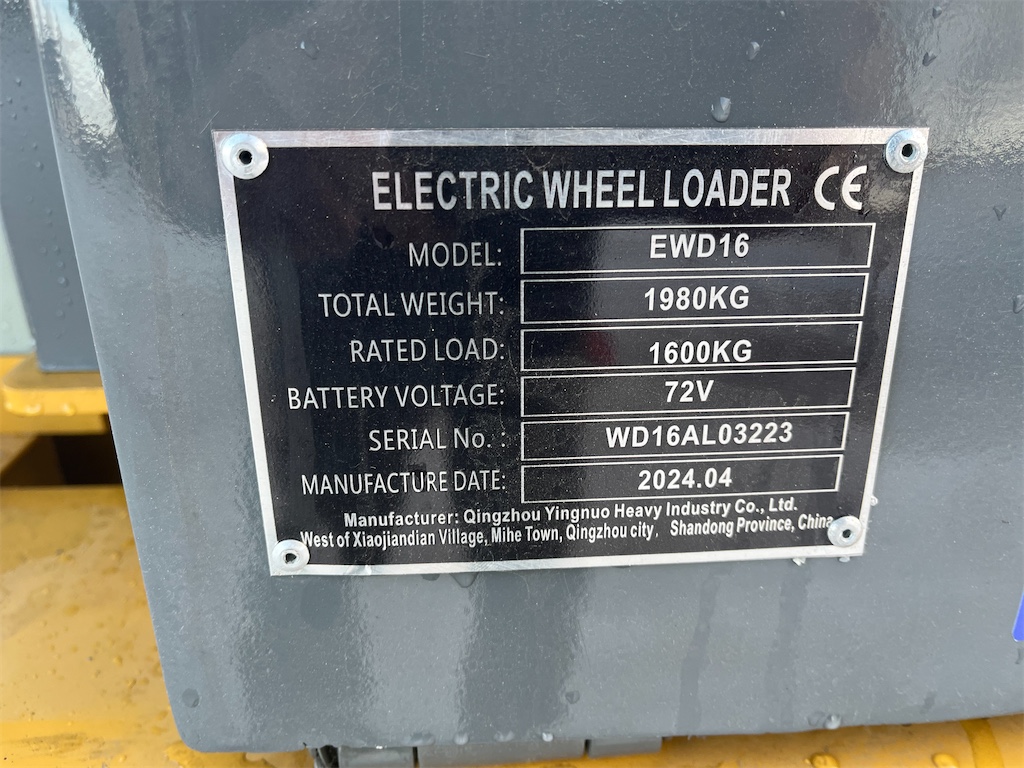 ELECTRIC WHEEL LOADER CE
MODEL: EWD16
TOTAL WEIGHT: 1980KG
RATED LOAD: 1600KG
BATTERY VOLTAGE: 72V
SERIAL No. : WD16AL03223
MANUFACTURE DATE: 2024.04
Manufacturer: Qingzhou Yingnuo Heavy Industry Co., Ltd.
West of Xiaojiandian Village, Mihe Town, Qingzhou city, Shandong Province, China